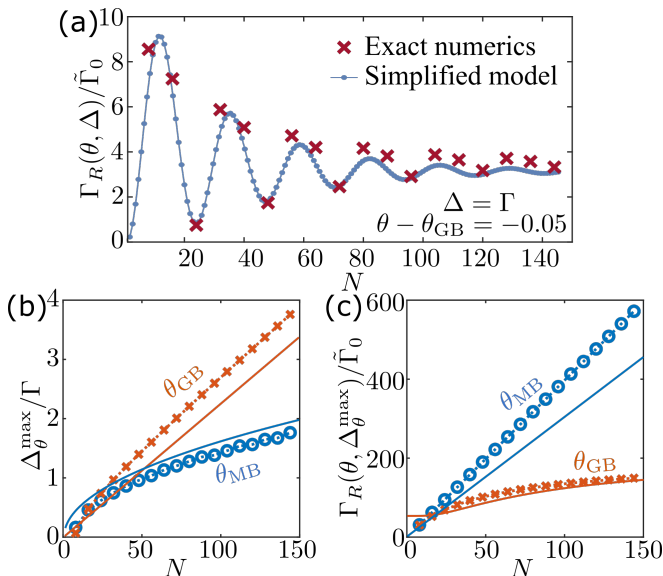 (a)
Γ_R(θ, Δ)/Γ̃_0
10
8
6
4
2
0
Exact numerics
Simplified model
Δ = Γ
θ − θ_GB = −0.05
20 40 60 80 100 120 140
N
(b)
Δ_θ^max/Γ
4
3
2
1
0
θ_GB
θ_MB
0 50 100 150
N
(c)
Γ_R(θ, Δ_θ^max)/Γ̃_0
600
400
200
0
θ_MB
θ_GB
0 50 100 150
N